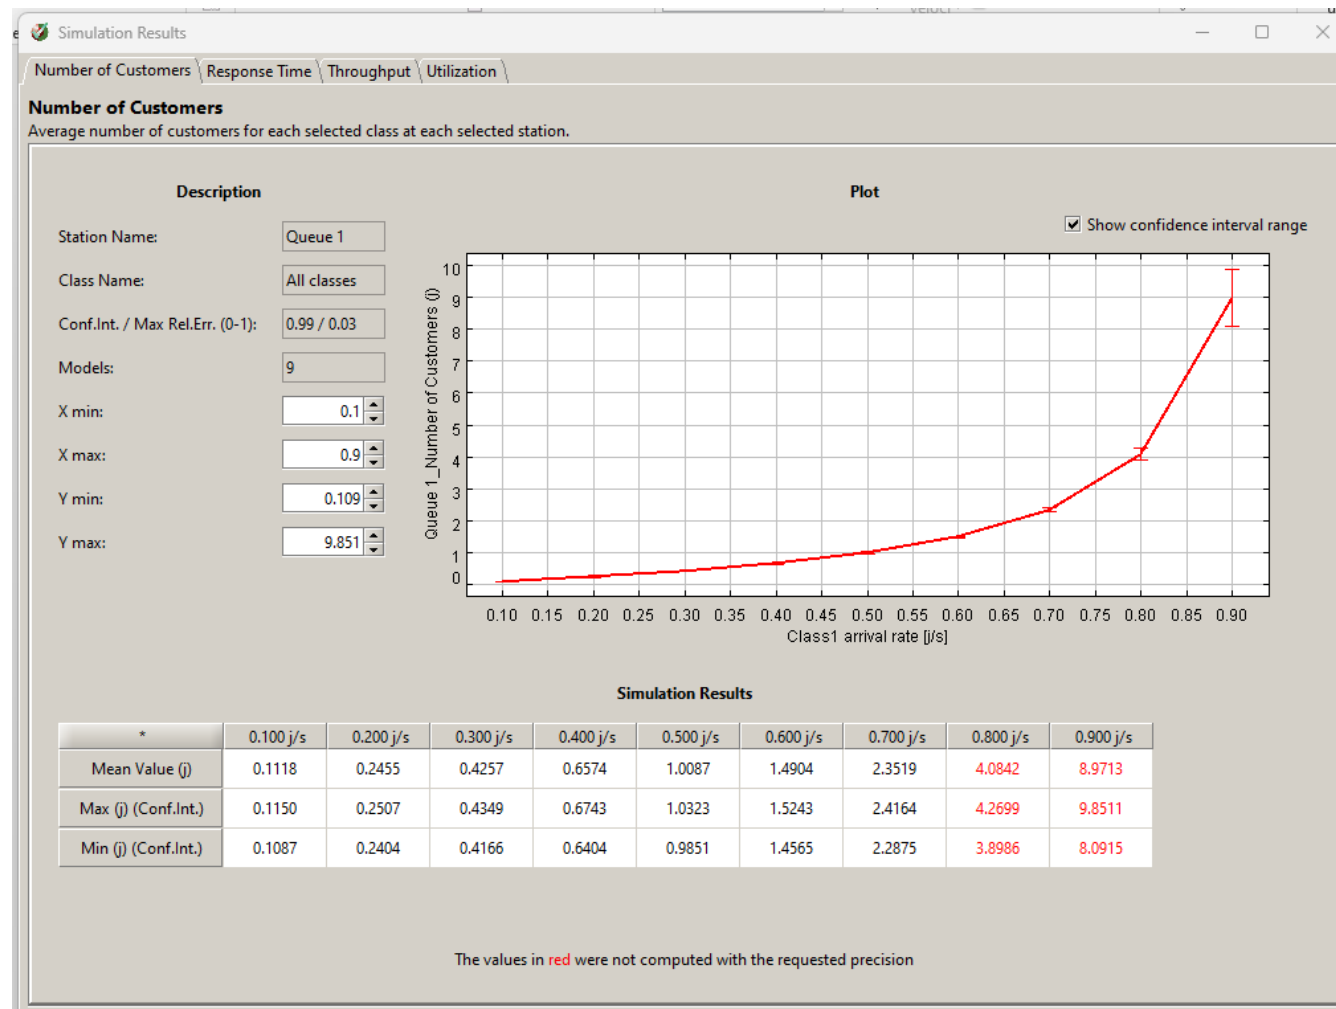 Simulation Results
Number of Customers Response Time Throughput Utilization
Number of Customers
Average number of customers for each selected class at each selected station.
Description
Station Name: Queue 1
Class Name: All classes
Conf.Int. / Max Rel.Err. (0-1): 0.99 / 0.03
Models: 9
X min: 0.1
X max: 0.9
Y min: 0.109
Y max: 9.851
Plot
Show confidence interval range
Queue 1_Number of Customers (j)
10
9
8
7
6
5
4
3
2
1
0
0.10 0.15 0.20 0.25 0.30 0.35 0.40 0.45 0.50 0.55 0.60 0.65 0.70 0.75 0.80 0.85 0.90
Class1 arrival rate [j/s]
Simulation Results
* 0.100 j/s 0.200 j/s 0.300 j/s 0.400 j/s 0.500 j/s 0.600 j/s 0.700 j/s 0.800 j/s 0.900 j/s
Mean Value (j) 0.1118 0.2455 0.4257 0.6574 1.0087 1.4904 2.3519 4.0842 8.9713
Max (j) (Conf.Int.) 0.1150 0.2507 0.4349 0.6743 1.0323 1.5243 2.4164 4.2699 9.8511
Min (j) (Conf.Int.) 0.1087 0.2404 0.4166 0.6404 0.9851 1.4565 2.2875 3.8986 8.0915
The values in red were not computed with the requested precision